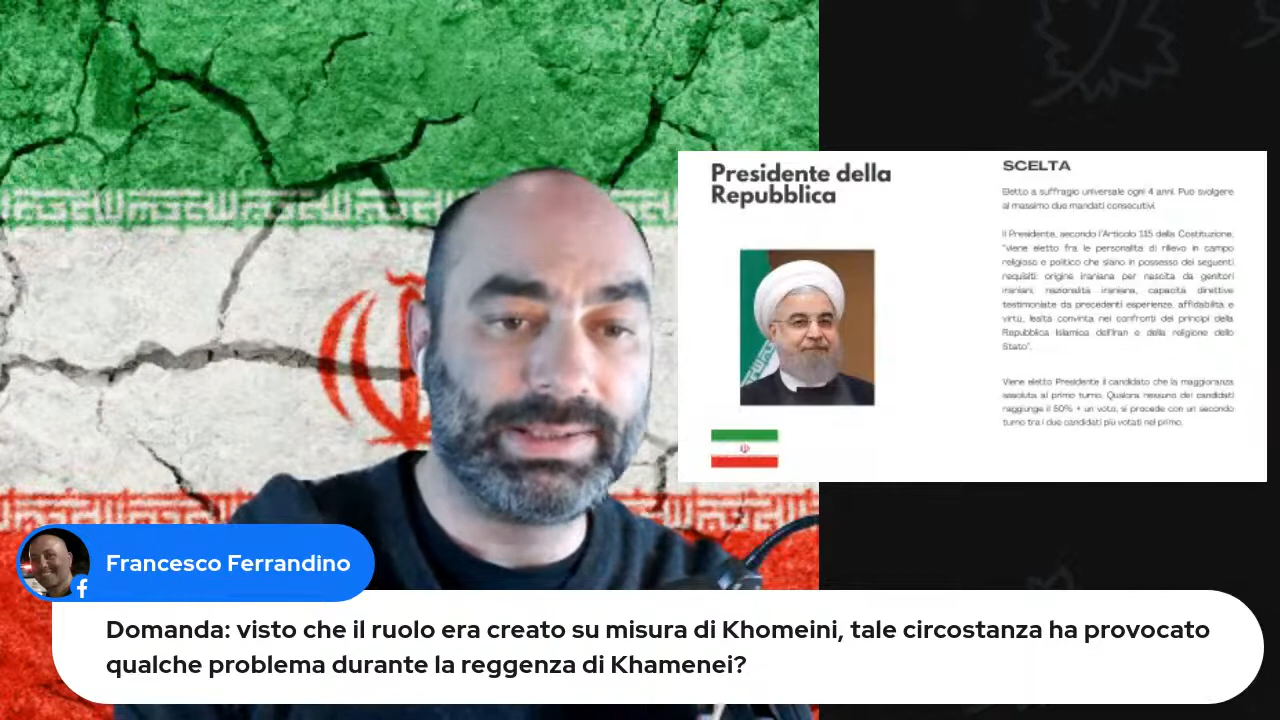 Presidente della
Repubblica
SCELTA
Eletto a suffragio universale ogni 4 anni. Può svolgere
al massimo due mandati consecutivi.
Il Presidente, secondo l'Articolo 115 della Costituzione,
"viene eletto fra le personalità di rilievo in campo
religioso e politico che siano in possesso dei seguenti
requisiti: origine iraniana per nascita da genitori
iraniani, nazionalità iraniana, capacità direttive
testimoniate da precedenti esperienze, affidabilità e
virtù, lealtà convinta nei confronti dei principi della
Repubblica Islamica dell'Iran e della religione dello
Stato".
Viene eletto Presidente il candidato che la maggioranza
assoluta al primo turno. Qualora nessuno dei candidati
raggiunge il 50% + un voto, si procede con un secondo
turno tra i due candidati più votati nel primo.
Francesco Ferrandino
Domanda: visto che il ruolo era creato su misura di Khomeini, tale circostanza ha provocato
qualche problema durante la reggenza di Khamenei?